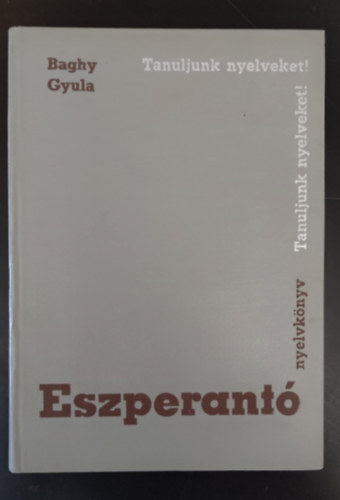 Baghy
Gyula
Tanuljunk nyelveket!
Tanuljunk nyelveket!
nyelvkönyv
Eszperantó